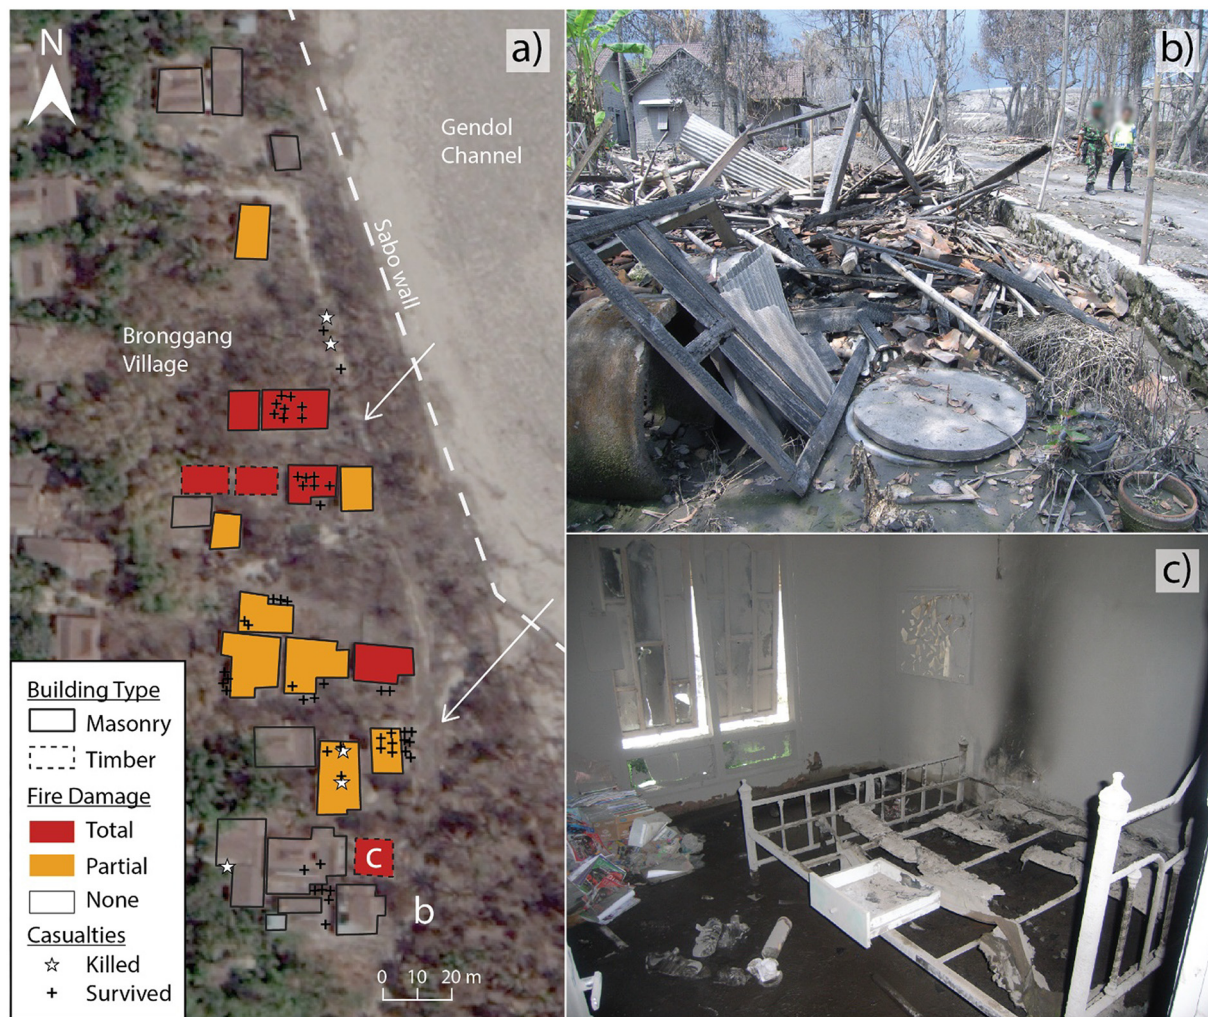 N
a)
Gendol
Channel
Sabo wall
Bronggang
Village
c
b
0 10 20 m
Building Type
Masonry
Timber
Fire Damage
Total
Partial
None
Casualties
Killed
Survived
b)
c)